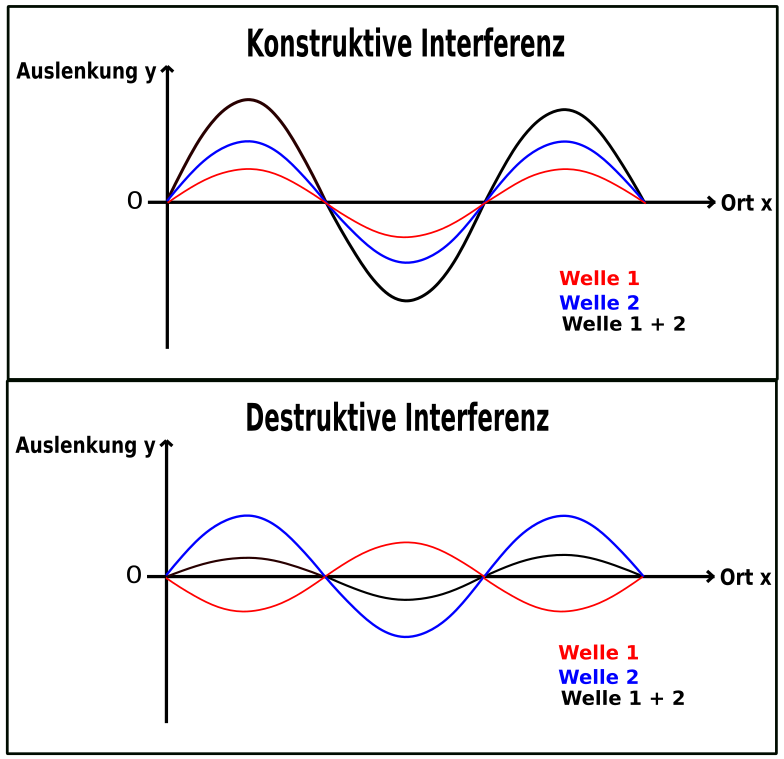 Konstruktive Interferenz
Auslenkung y
0
Ort x
Welle 1
Welle 2
Welle 1 + 2
Destruktive Interferenz
Auslenkung y
0
Ort x
Welle 1
Welle 2
Welle 1 + 2